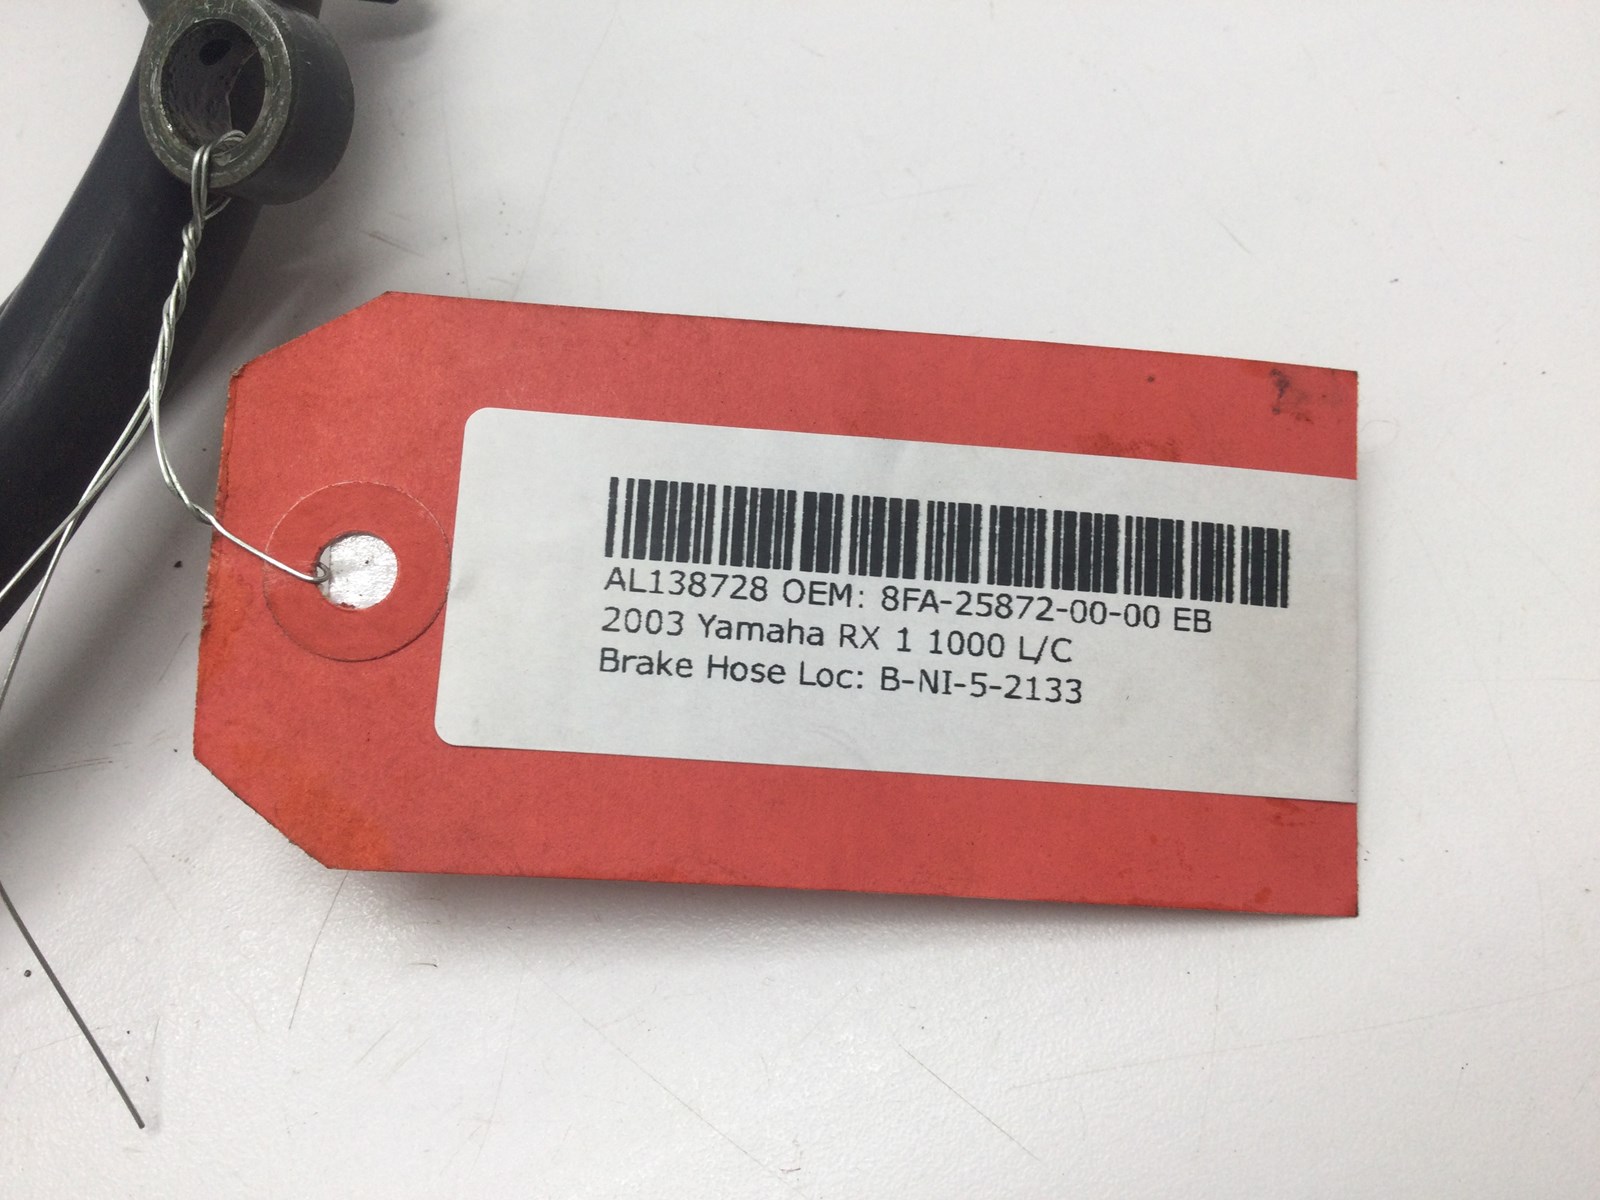 AL138728 OEM: 8FA-25872-00-00 EB
2003 Yamaha RX 1 1000 L/C
Brake Hose Loc: B-NI-5-2133